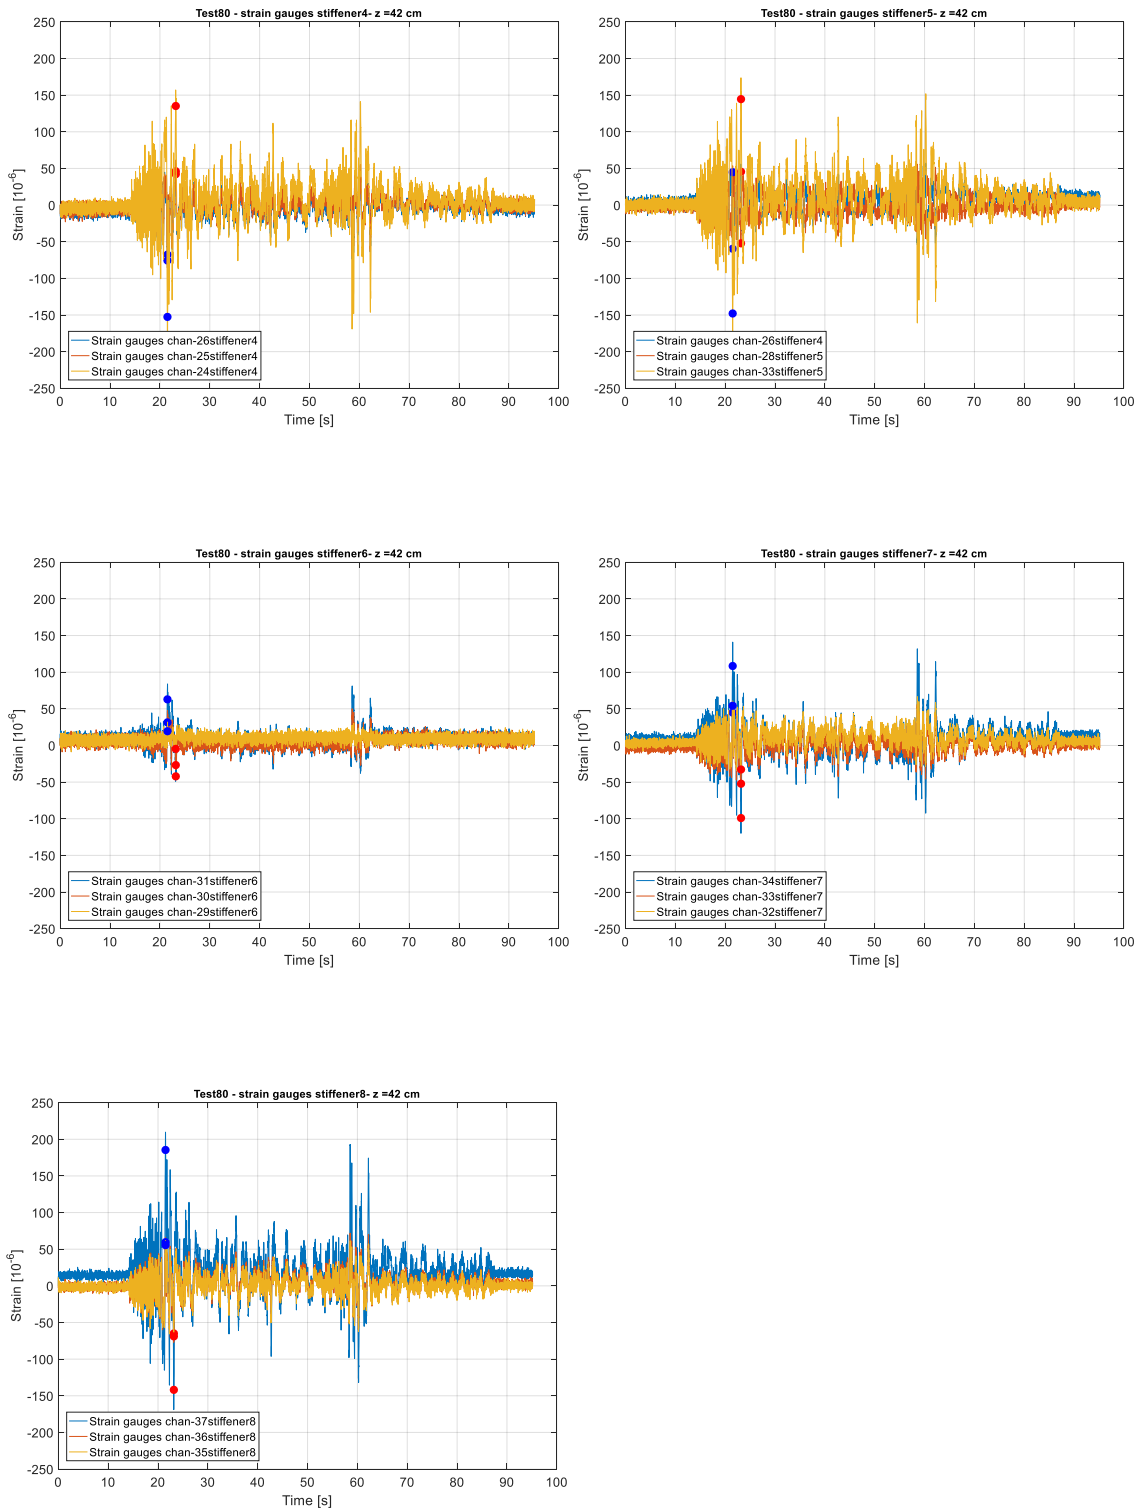 Test80 - strain gauges stiffener4- z =42 cm
250
200
150
100
50
0
-50
-100
-150
-200
-250
Strain [10-6]
Strain gauges chan-26stiffener4
Strain gauges chan-25stiffener4
Strain gauges chan-24stiffener4
0 10 20 30 40 50 60 70 80 90 100
Time [s]
Test80 - strain gauges stiffener5- z =42 cm
250
200
150
100
50
0
-50
-100
-150
-200
-250
Strain [10-6]
Strain gauges chan-26stiffener4
Strain gauges chan-28stiffener5
Strain gauges chan-33stiffener5
0 10 20 30 40 50 60 70 80 90 100
Time [s]
Test80 - strain gauges stiffener6- z =42 cm
250
200
150
100
50
0
-50
-100
-150
-200
-250
Strain [10-6]
Strain gauges chan-31stiffener6
Strain gauges chan-30stiffener6
Strain gauges chan-29stiffener6
0 10 20 30 40 50 60 70 80 90 100
Time [s]
Test80 - strain gauges stiffener7- z =42 cm
250
200
150
100
50
0
-50
-100
-150
-200
-250
Strain [10-6]
Strain gauges chan-34stiffener7
Strain gauges chan-33stiffener7
Strain gauges chan-32stiffener7
0 10 20 30 40 50 60 70 80 90 100
Time [s]
Test80 - strain gauges stiffener8- z =42 cm
250
200
150
100
50
0
-50
-100
-150
-200
-250
Strain [10-6]
Strain gauges chan-37stiffener8
Strain gauges chan-36stiffener8
Strain gauges chan-35stiffener8
0 10 20 30 40 50 60 70 80 90 100
Time [s]